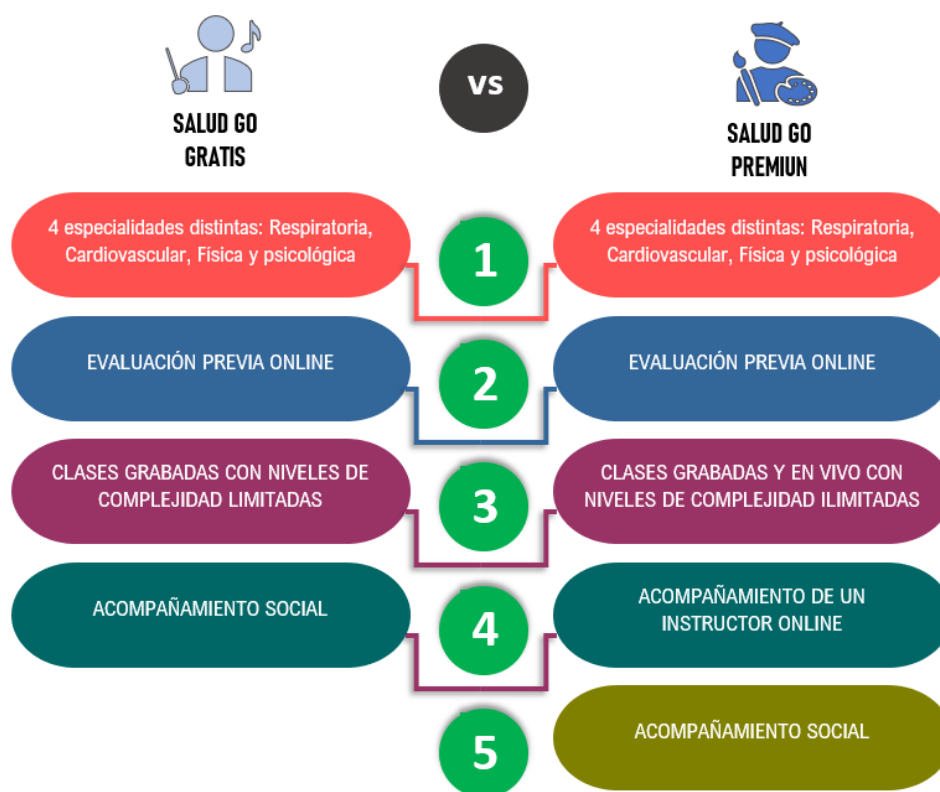 SALUD GO
GRATIS
vs
SALUD GO
PREMIUN
4 especialidades distintas: Respiratoria,
Cardiovascular, Física y psicológica
1
4 especialidades distintas: Respiratoria,
Cardiovascular, Física y psicológica
EVALUACIÓN PREVIA ONLINE
2
EVALUACIÓN PREVIA ONLINE
CLASES GRABADAS CON NIVELES DE
COMPLEJIDAD LIMITADAS
3
CLASES GRABADAS Y EN VIVO CON
NIVELES DE COMPLEJIDAD ILIMITADAS
ACOMPAÑAMIENTO SOCIAL
4
ACOMPAÑAMIENTO DE UN
INSTRUCTOR ONLINE
5
ACOMPAÑAMIENTO SOCIAL